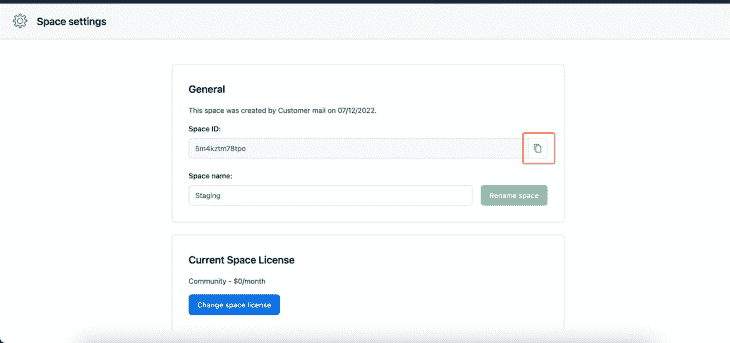 Space settings
General
This space was created by Customer mail on 07/12/2022.
Space ID:
5m4kztm78tpo
Space name:
Staging
Rename space
Current Space License
Community - $0/month
Change space license